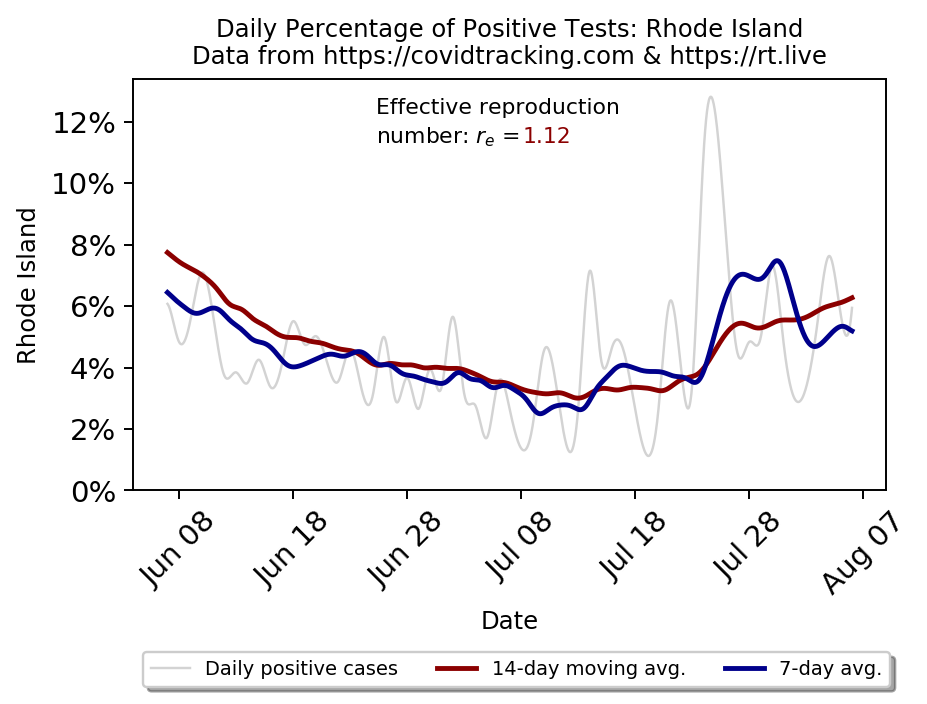 Daily Percentage of Positive Tests: Rhode Island
Data from https://covidtracking.com & https://rt.live
Effective reproduction
number: rₑ =1.12
12%
10%
8%
6%
4%
2%
0%
Rhode Island
Jun 08
Jun 18
Jun 28
Jul 08
Jul 18
Jul 28
Aug 07
Date
Daily positive cases
14-day moving avg.
7-day avg.